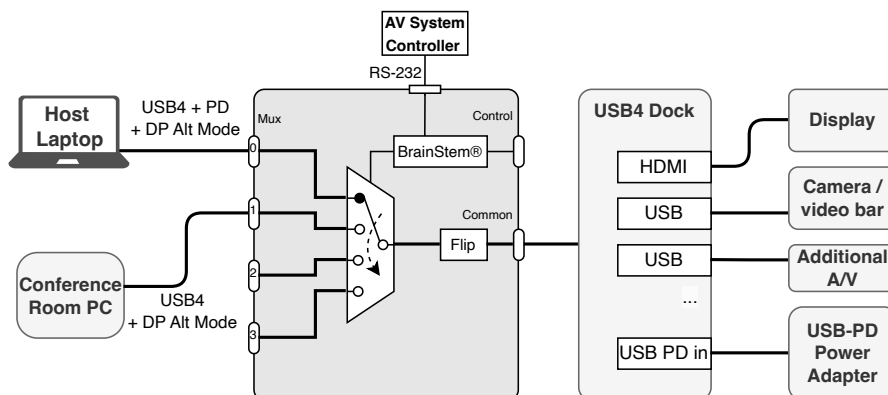 AV System
Controller
RS-232
Host
Laptop
USB4 + PD
+ DP Alt Mode
Mux
Control
BrainStem®
0
1
2
3
Common
Flip
Conference
Room PC
USB4
+ DP Alt Mode
USB4 Dock
HDMI
USB
USB
...
USB PD in
Display
Camera /
video bar
Additional
A/V
USB-PD
Power
Adapter